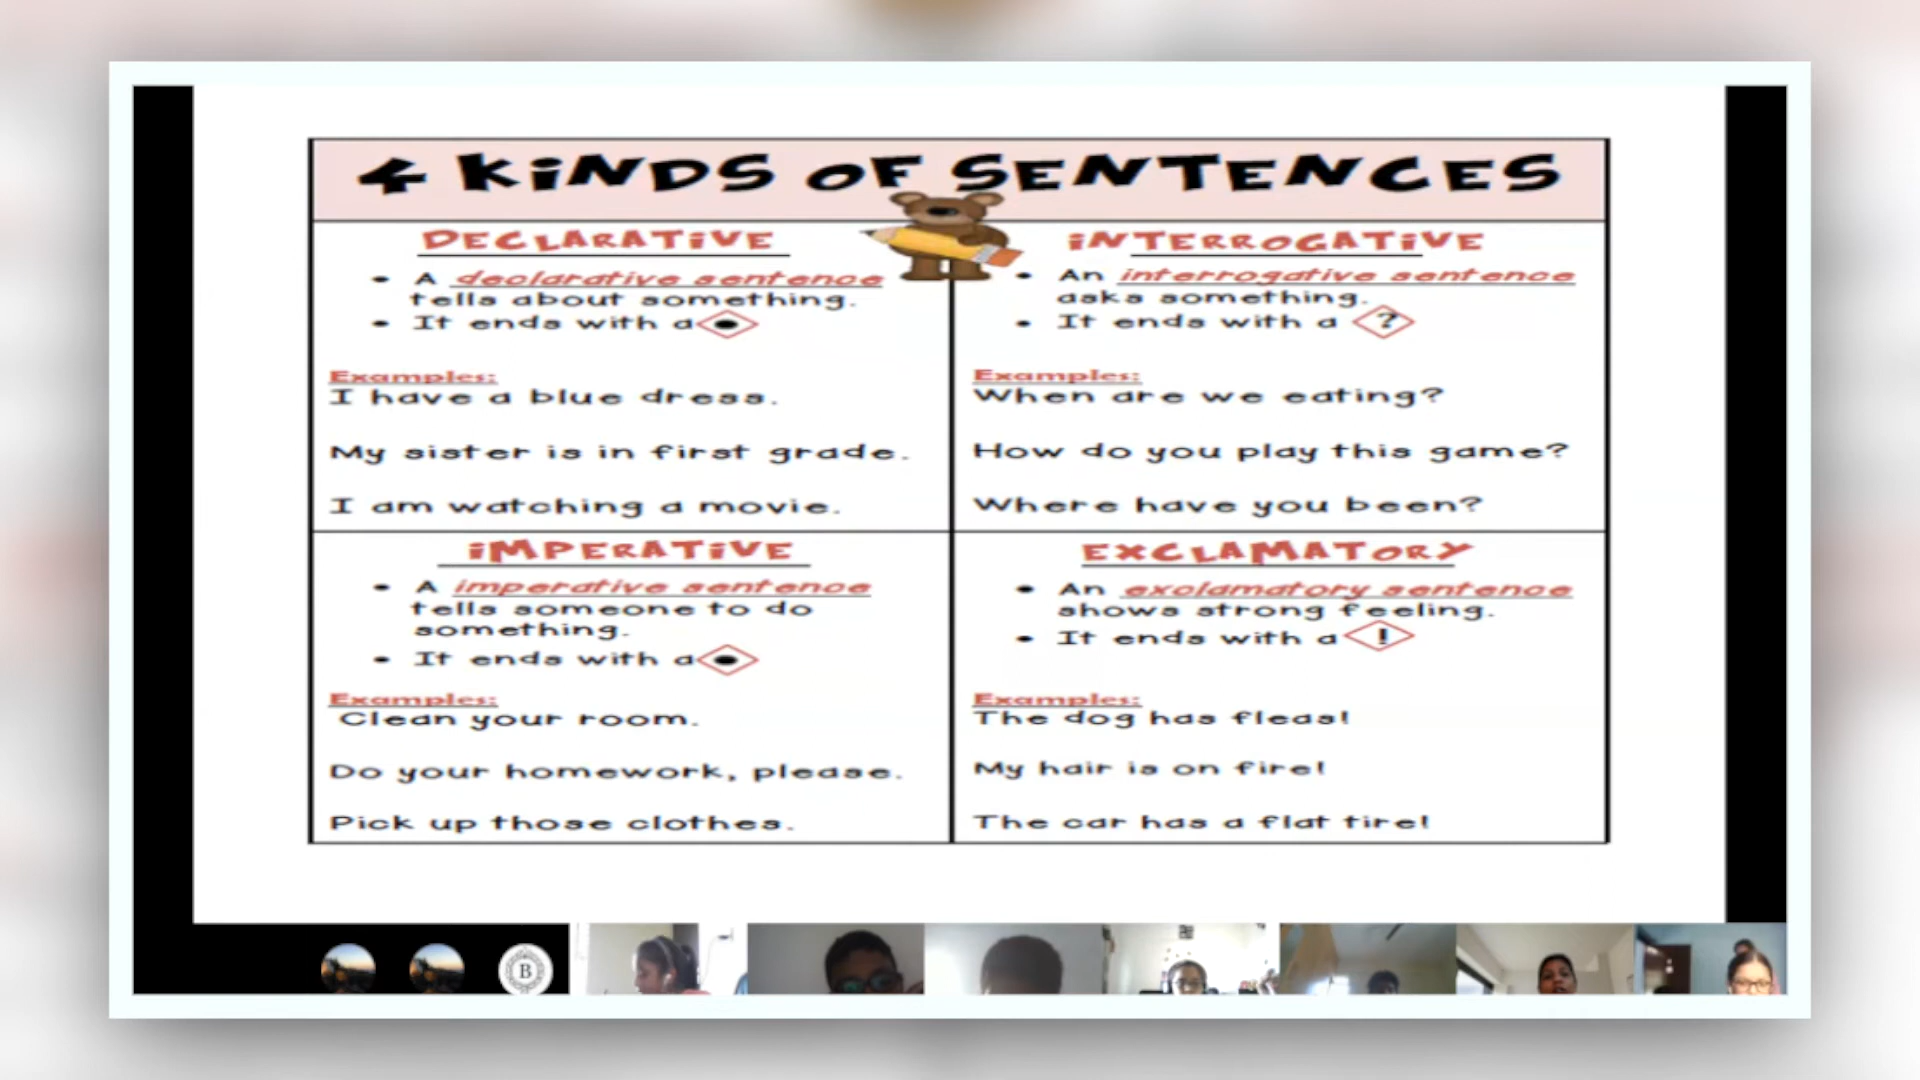 4 KiNDS OF SENTENCES
DECLARATiVE
• A declarative sentence
tells about something.
• It ends with a .
Examples:
I have a blue dress.
My sister is in first grade.
I am watching a movie.
iNTERROGATiVE
• An interrogative sentence
asks something.
• It ends with a ?
Examples:
When are we eating?
How do you play this game?
Where have you been?
iMPERATiVE
• A imperative sentence
tells someone to do
something.
• It ends with a .
Examples:
Clean your room.
Do your homework, please.
Pick up those clothes.
EXCLAMATORY
• An exclamatory sentence
shows strong feeling.
• It ends with a !
Examples:
The dog has fleas!
My hair is on fire!
The car has a flat tire!
B